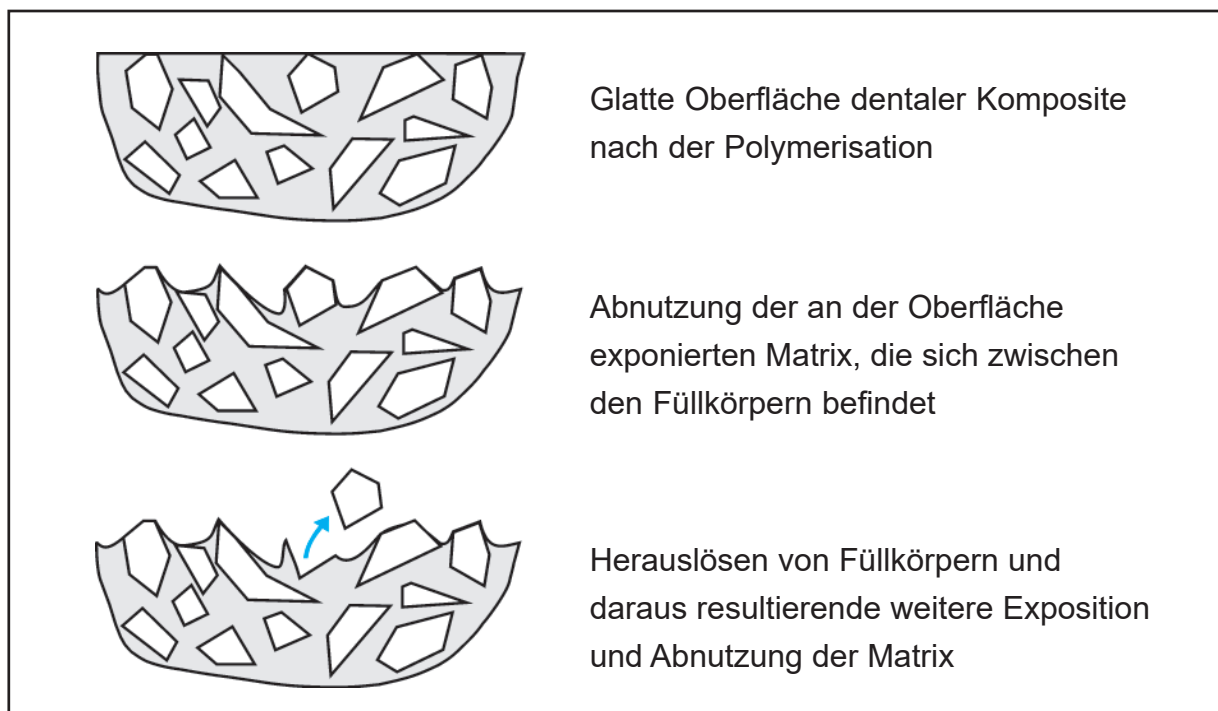 Glatte Oberfläche dentaler Komposite
nach der Polymerisation
Abnutzung der an der Oberfläche
exponierten Matrix, die sich zwischen
den Füllkörpern befindet
Herauslösen von Füllkörpern und
daraus resultierende weitere Exposition
und Abnutzung der Matrix